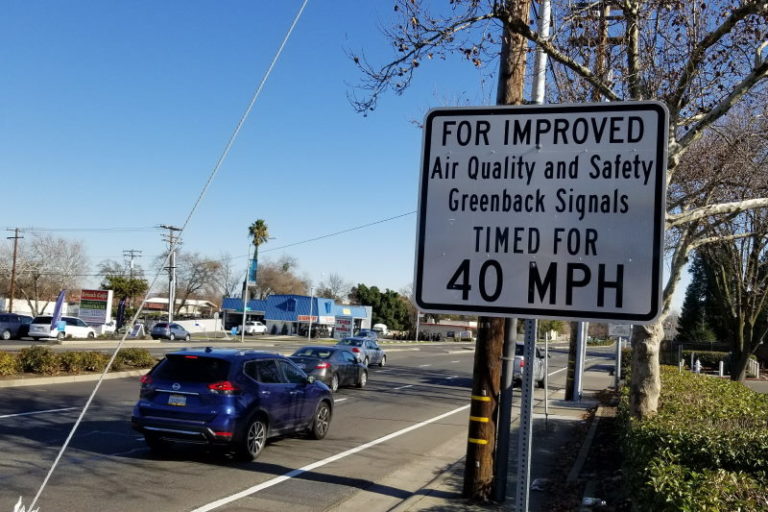 FOR IMPROVED
Air Quality and Safety
Greenback Signals
TIMED FOR
40 MPH